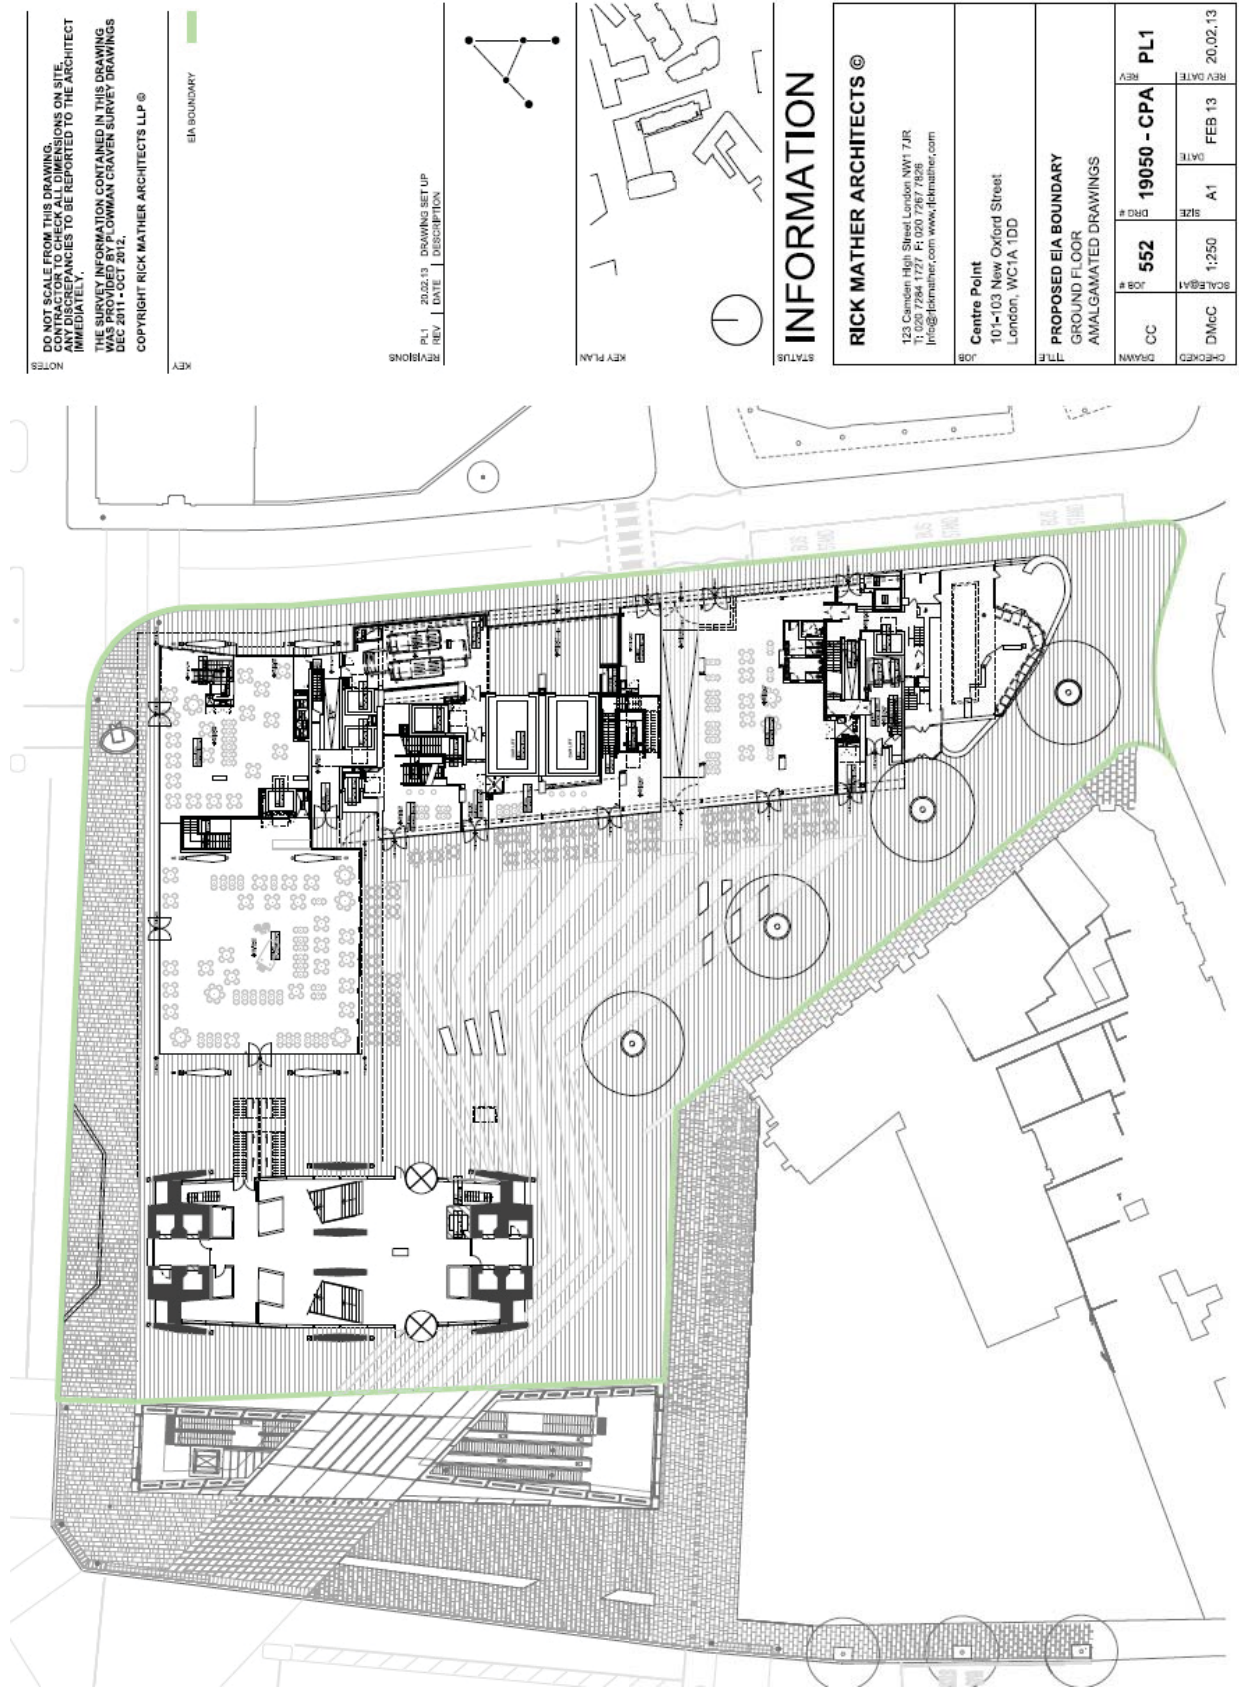 NOTES
DO NOT SCALE FROM THIS DRAWING.
CONTRACTOR TO CHECK ALL DIMENSIONS ON SITE.
ANY DISCREPANCIES TO BE REPORTED TO THE ARCHITECT
IMMEDIATELY.
THE SURVEY INFORMATION CONTAINED IN THIS DRAWING
WAS PROVIDED BY PLOWMAN CRAVEN SURVEY DRAWINGS
DEC 2011 - OCT 2012.
COPYRIGHT RICK MATHER ARCHITECTS LLP ©
KEY
EIA BOUNDARY
REVISIONS
PL1 20.02.13 DRAWING SET UP
REV DATE DESCRIPTION
KEY PLAN
STATUS
INFORMATION
RICK MATHER ARCHITECTS ©
123 Camden High Street London NW1 7JR
T: 020 7284 1727 F: 020 7267 7826
info@rickmather.com www.rickmather.com
JOB
Centre Point
101-103 New Oxford Street
London, WC1A 1DD
TITLE
PROPOSED EIA BOUNDARY
GROUND FLOOR
AMALGAMATED DRAWINGS
DRAWN CC
JOB # 552
DRG # 19050 - CPA
REV PL1
CHECKED DMcC
SCALE@A1 1:250
SIZE A1
DATE FEB 13
REV DATE 20.02.13
BUS
STAND
BUS
STAND
BUS
STAND